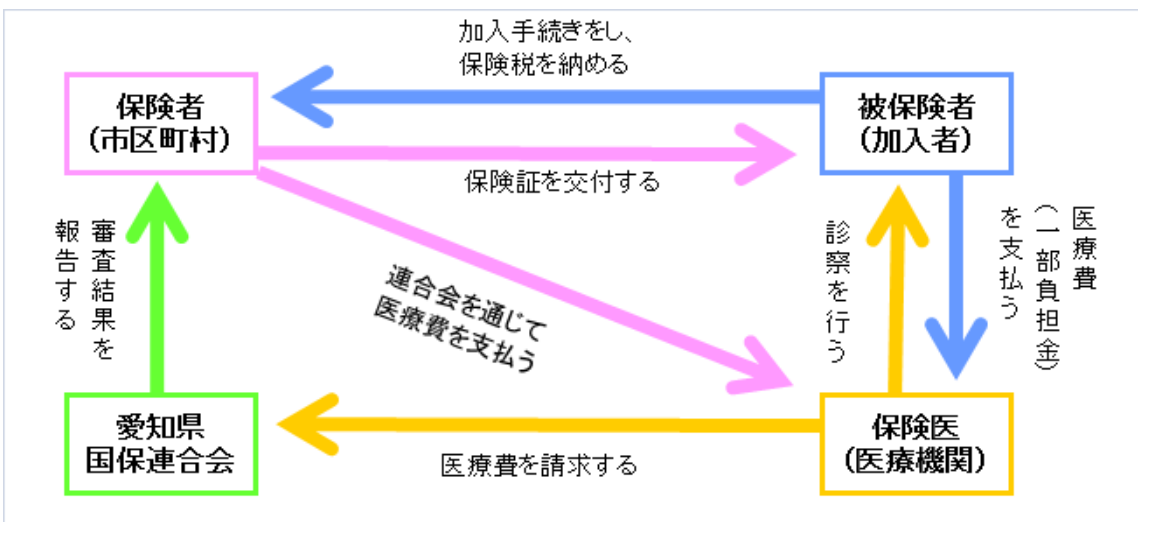 加入手続きをし、
保険税を納める
保険者
(市区町村)
被保険者
(加入者)
保険証を交付する
審査結果を
報告する
連合会を通じて
医療費を支払う
診察を行う
医療費
(一部負担金)
を支払う
愛知県
国保連合会
保険医
(医療機関)
医療費を請求する